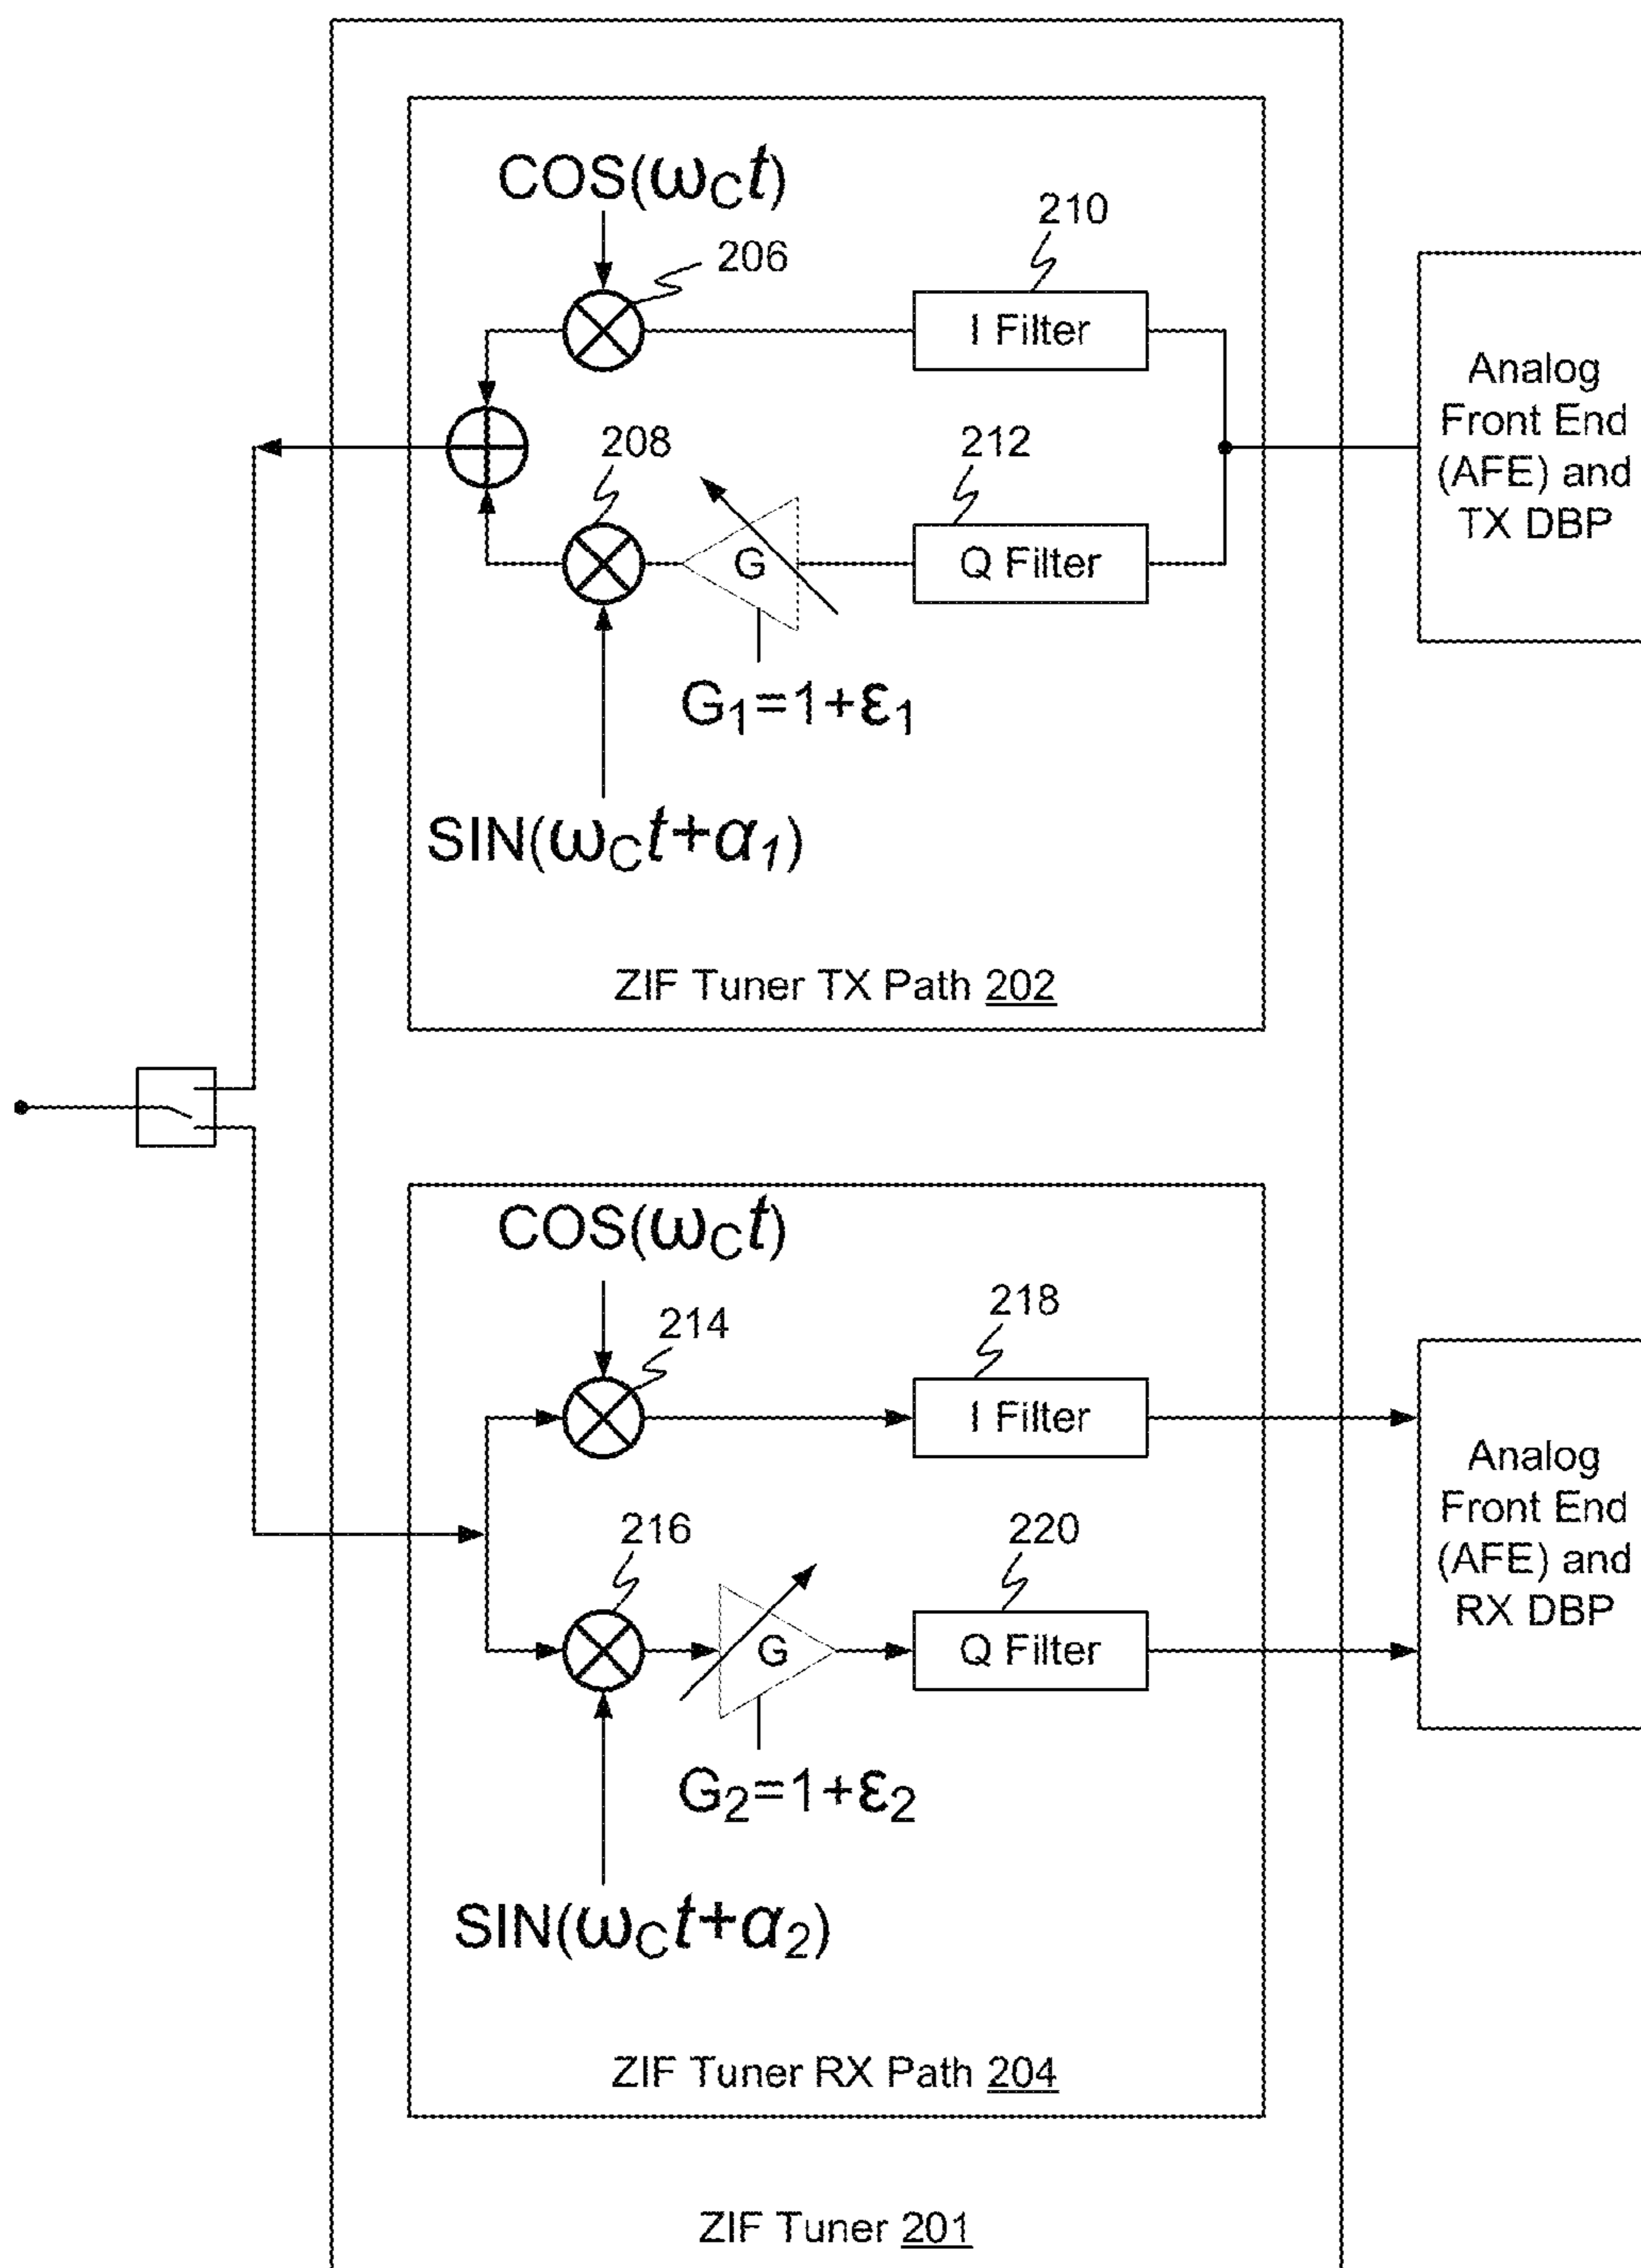 COS(ωCt)
206
210
I Filter
208
212
G
Q Filter
G1=1+ε1
SIN(ωCt+α1)
ZIF Tuner TX Path 202
Analog
Front End
(AFE) and
TX DBP
COS(ωCt)
214
218
I Filter
216
220
G
Q Filter
G2=1+ε2
SIN(ωCt+α2)
ZIF Tuner RX Path 204
Analog
Front End
(AFE) and
RX DBP
ZIF Tuner 201